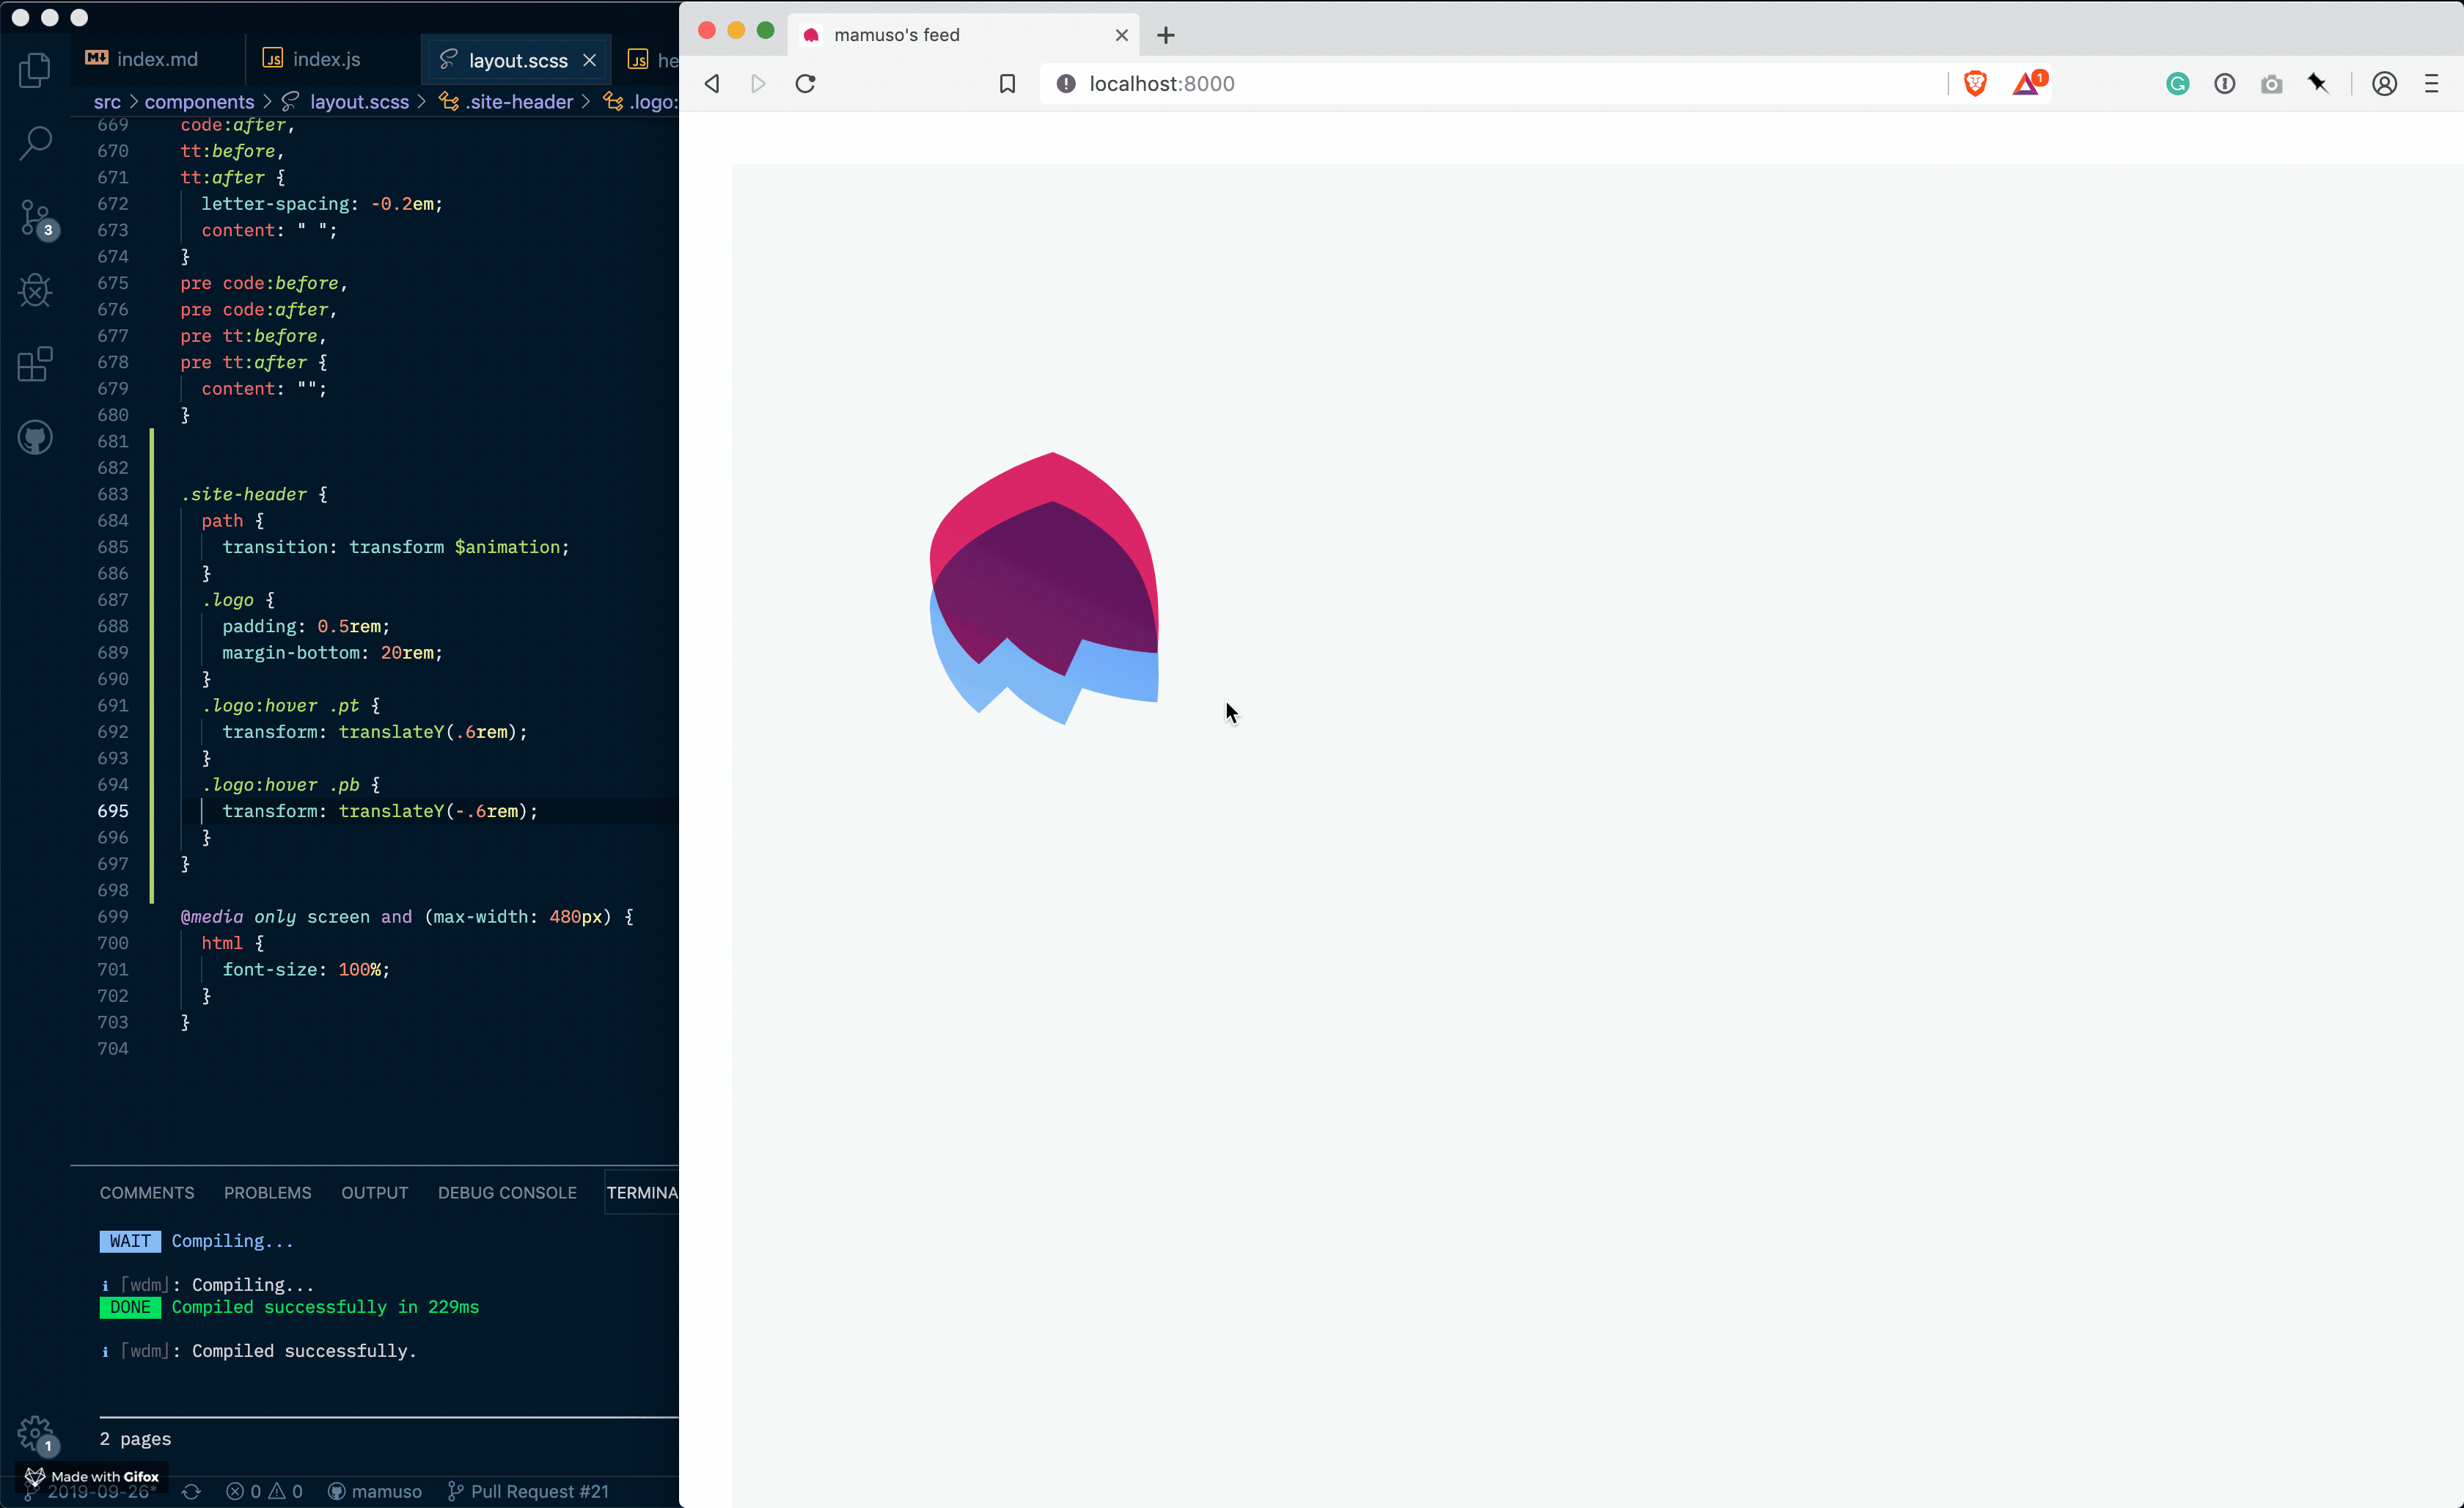 index.md
index.js
layout.scss
he
src > components > layout.scss > .site-header > .logo:
669 code:after,
670 tt:before,
671 tt:after {
672 letter-spacing: -0.2em;
673 content: " ";
674 }
675 pre code:before,
676 pre code:after,
677 pre tt:before,
678 pre tt:after {
679 content: "";
680 }
681
682
683 .site-header {
684 path {
685 transition: transform $animation;
686 }
687 .logo {
688 padding: 0.5rem;
689 margin-bottom: 20rem;
690 }
691 .logo:hover .pt {
692 transform: translateY(.6rem);
693 }
694 .logo:hover .pb {
695 transform: translateY(-.6rem);
696 }
697 }
698
699 @media only screen and (max-width: 480px) {
700 html {
701 font-size: 100%;
702 }
703 }
704
3
COMMENTS PROBLEMS OUTPUT DEBUG CONSOLE TERMINA
WAIT Compiling...
i ｢wdm｣: Compiling...
DONE Compiled successfully in 229ms
i ｢wdm｣: Compiled successfully.
2 pages
1
Made with Gifox
2019-09-26* 0 0 mamuso Pull Request #21
mamuso's feed
localhost:8000
1